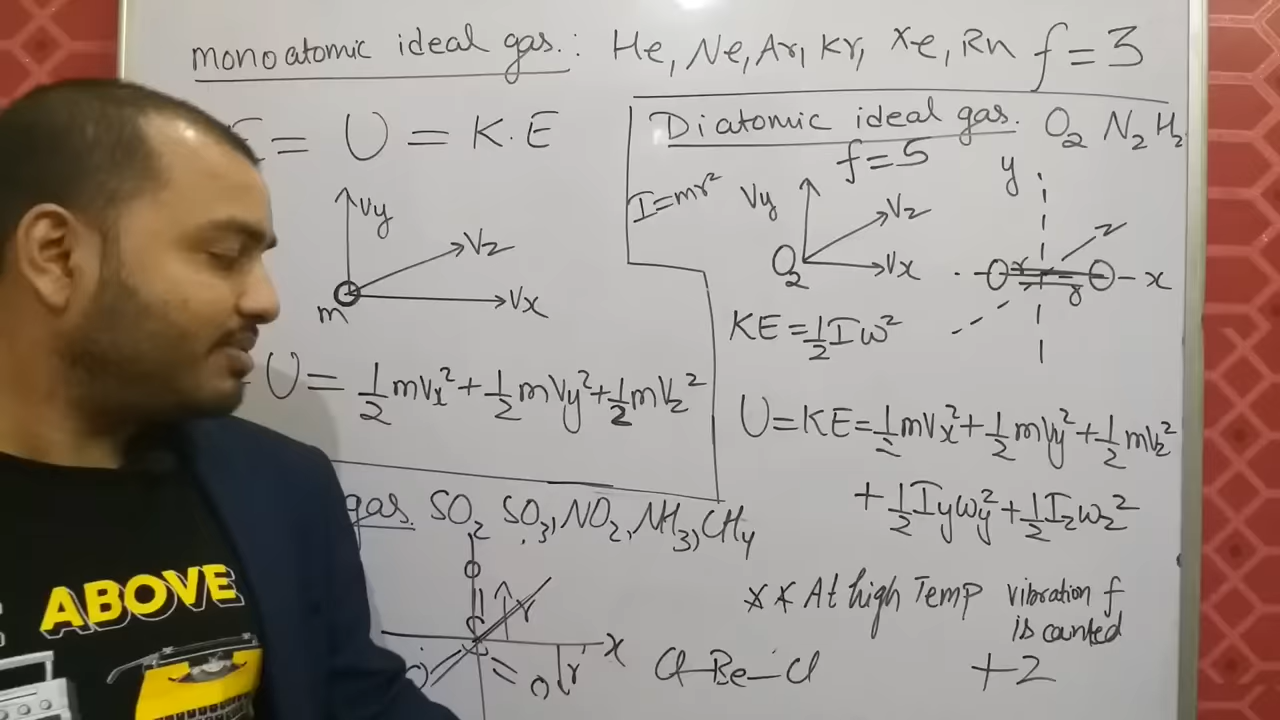 monoatomic ideal gas.: He, Ne, Ar, Kr, Xe, Rn f = 3
= U = K.E
Vy
Vz
Vx
m
U = 1/2 mVx² + 1/2 mVy² + 1/2 mVz²
Diatomic ideal gas. O₂ N₂ H₂
f = 5
I = mr²
Vy
Vz
Vx
O₂
y
z
x
r
r
KE = 1/2 Iω²
U = KE = 1/2 mVx² + 1/2 mVy² + 1/2 mVz²
+ 1/2 Iyωy² + 1/2 Izωz²
gas. SO₂ SO₃, NO₂, NH₃, CH₄
O
S
O
O
r
r
x
Cl-Be-Cl
** At high Temp vibration f
is counted
+2
ABOVE